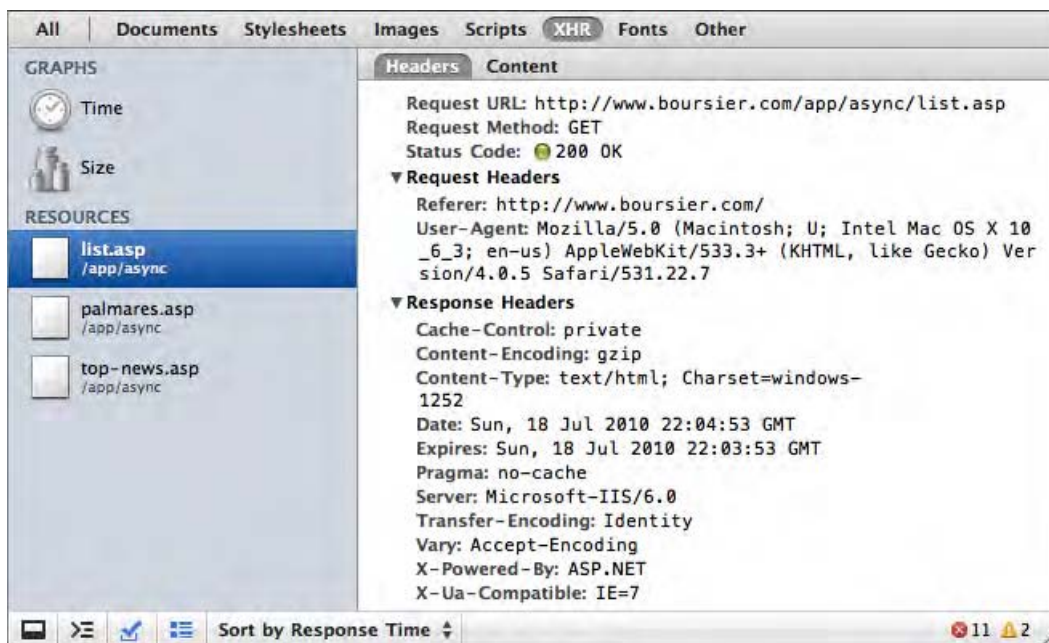 All Documents Stylesheets Images Scripts XHR Fonts Other
GRAPHS
Time
Size
RESOURCES
list.asp
/app/async
palmares.asp
/app/async
top-news.asp
/app/async
Headers Content
Request URL: http://www.boursier.com/app/async/list.asp
Request Method: GET
Status Code: 200 OK
Request Headers
Referer: http://www.boursier.com/
User-Agent: Mozilla/5.0 (Macintosh; U; Intel Mac OS X 10
_6_3; en-us) AppleWebKit/533.3+ (KHTML, like Gecko) Ver
sion/4.0.5 Safari/531.22.7
Response Headers
Cache-Control: private
Content-Encoding: gzip
Content-Type: text/html; Charset=windows-
1252
Date: Sun, 18 Jul 2010 22:04:53 GMT
Expires: Sun, 18 Jul 2010 22:03:53 GMT
Pragma: no-cache
Server: Microsoft-IIS/6.0
Transfer-Encoding: Identity
Vary: Accept-Encoding
X-Powered-By: ASP.NET
X-Ua-Compatible: IE=7
Sort by Response Time 11 2